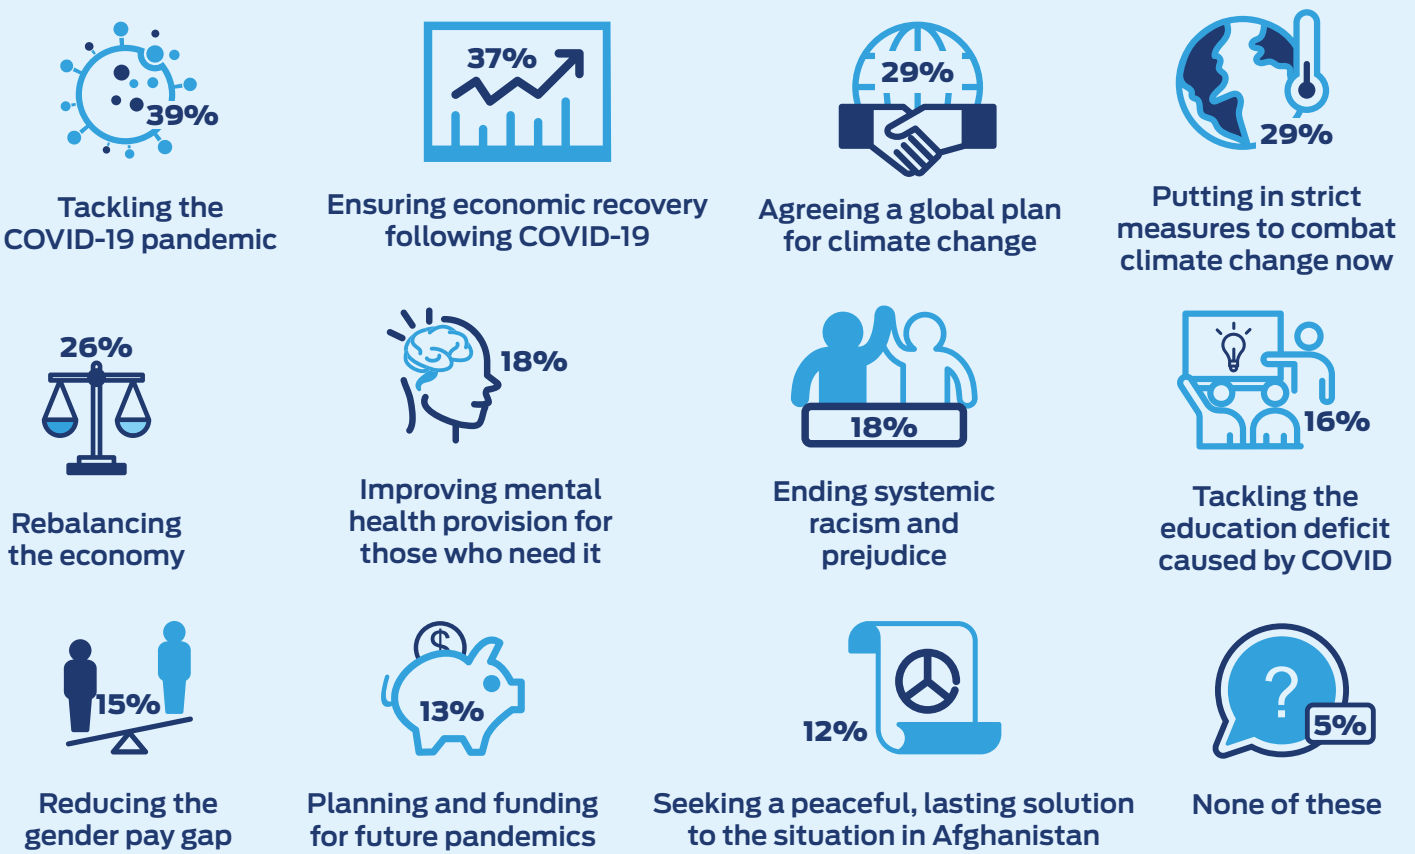 39%
Tackling the
COVID-19 pandemic
37%
Ensuring economic recovery
following COVID-19
29%
Agreeing a global plan
for climate change
29%
Putting in strict
measures to combat
climate change now
26%
Rebalancing
the economy
18%
Improving mental
health provision for
those who need it
18%
Ending systemic
racism and
prejudice
16%
Tackling the
education deficit
caused by COVID
15%
Reducing the
gender pay gap
$
13%
Planning and funding
for future pandemics
12%
Seeking a peaceful, lasting solution
to the situation in Afghanistan
?
5%
None of these